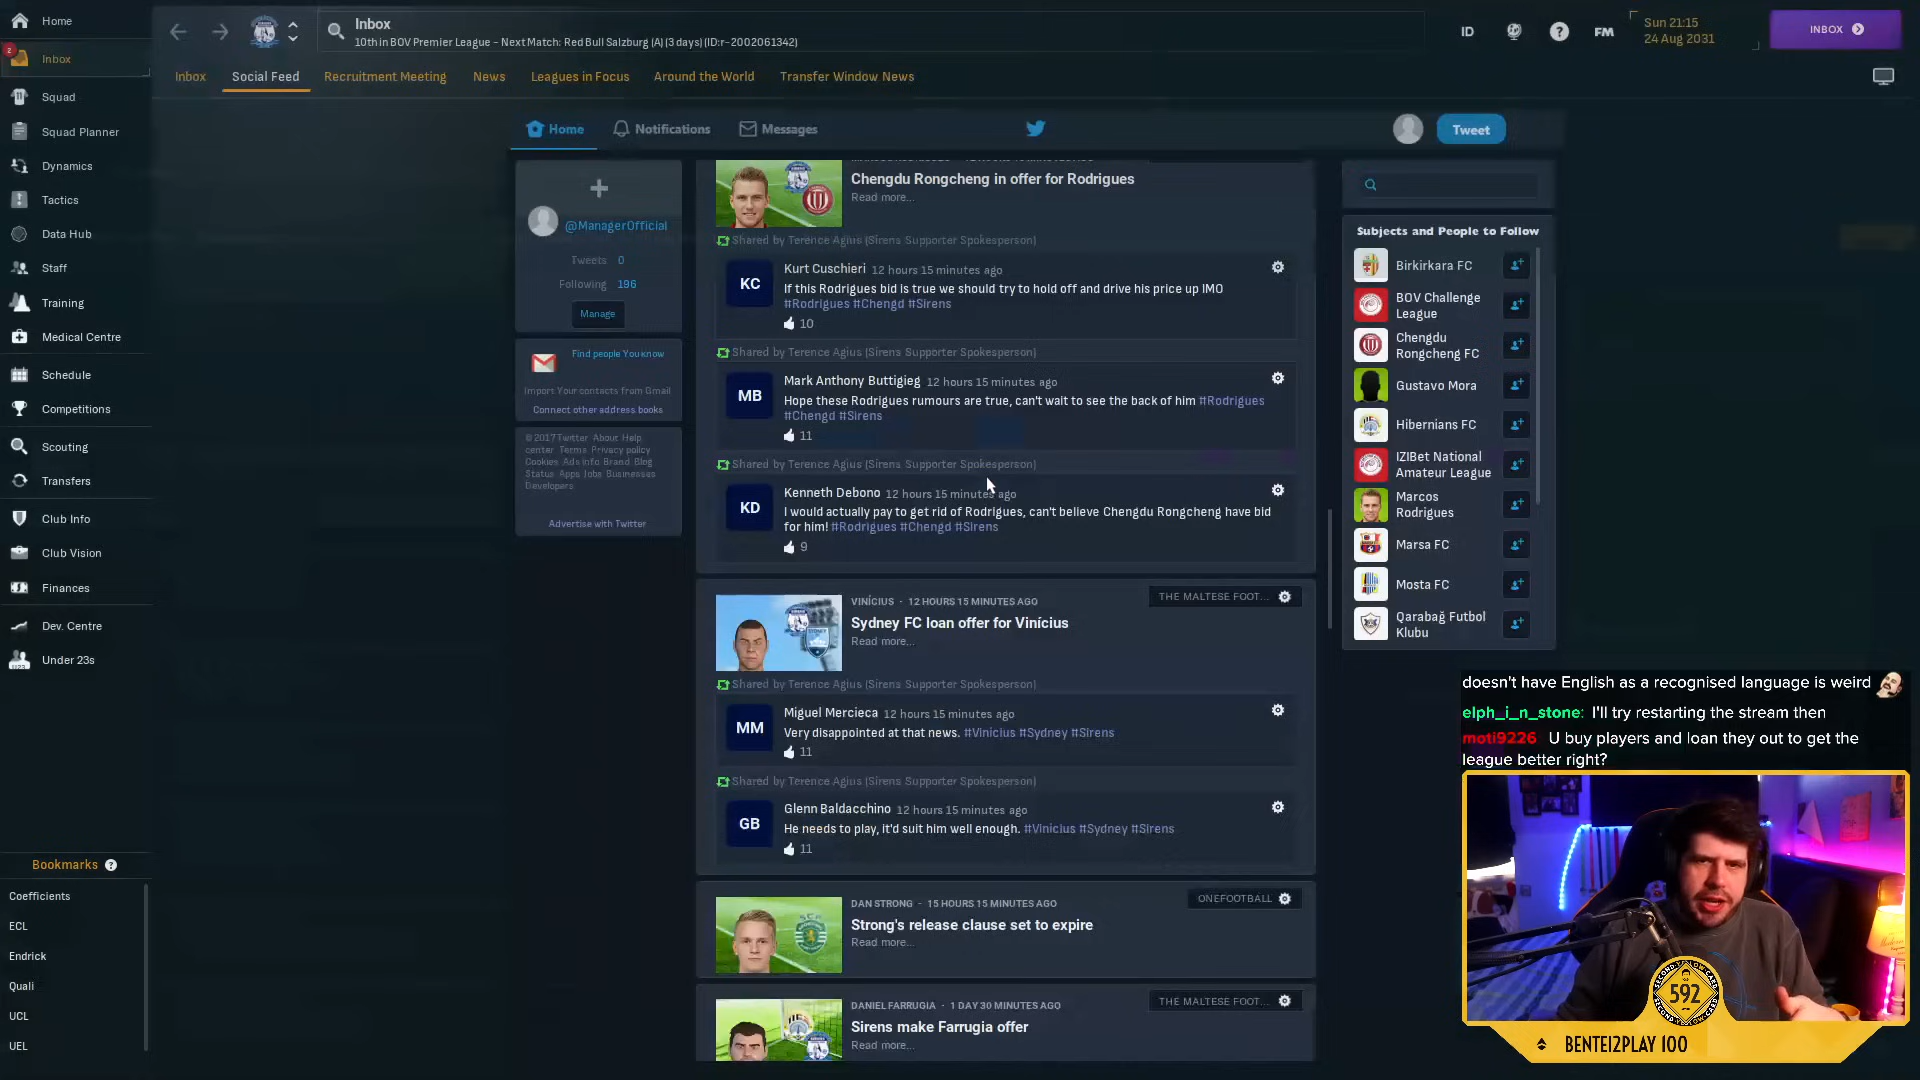 Home
Inbox
Squad
Squad Planner
Dynamics
Tactics
Data Hub
Staff
Training
Medical Centre
Schedule
Competitions
Scouting
Transfers
Club Info
Club Vision
Finances
Dev. Centre
Under 23s
Bookmarks ?
Coefficients
ECL
Endrick
Quali
UCL
UEL
2
Inbox
10th in BOV Premier League - Next Match: Red Bull Salzburg (A) (3 days) (ID:r-2002061342)
ID
?
FM
Sun 21:15
24 Aug 2031
INBOX
Inbox
Social Feed
Recruitment Meeting
News
Leagues in Focus
Around the World
Transfer Window News
Home
Notifications
Messages
Tweet
@ManagerOfficial
Tweets 0
Following 196
Manage
Find people You know
Import Your contacts from Gmail
Connect other address books
© 2017 Twitter About Help
center Terms Privacy policy
Cookies Ads info Brand Blog
Status Apps Jobs Businesses
Developers
Advertise with Twitter
Chengdu Rongcheng in offer for Rodrigues
Read more...
Shared by Terence Agius (Sirens Supporter Spokesperson)
KC
Kurt Cuschieri 12 hours 15 minutes ago
If this Rodrigues bid is true we should try to hold off and drive his price up IMO
#Rodrigues #Chengd #Sirens
10
Shared by Terence Agius (Sirens Supporter Spokesperson)
MB
Mark Anthony Buttigieg 12 hours 15 minutes ago
Hope these Rodrigues rumours are true, can't wait to see the back of him #Rodrigues
#Chengd #Sirens
11
Shared by Terence Agius (Sirens Supporter Spokesperson)
KD
Kenneth Debono 12 hours 15 minutes ago
I would actually pay to get rid of Rodrigues, can't believe Chengdu Rongcheng have bid
for him! #Rodrigues #Chengd #Sirens
9
VINÍCIUS - 12 HOURS 15 MINUTES AGO
THE MALTESE FOOT...
Sydney FC loan offer for Vinícius
Read more...
Shared by Terence Agius (Sirens Supporter Spokesperson)
MM
Miguel Mercieca 12 hours 15 minutes ago
Very disappointed at that news. #Vinicius #Sydney #Sirens
11
Shared by Terence Agius (Sirens Supporter Spokesperson)
GB
Glenn Baldacchino 12 hours 15 minutes ago
He needs to play, it'd suit him well enough. #Vinicius #Sydney #Sirens
11
DAN STRONG - 15 HOURS 15 MINUTES AGO
ONEFOOTBALL
Strong's release clause set to expire
Read more...
DANIEL FARRUGIA - 1 DAY 30 MINUTES AGO
THE MALTESE FOOT...
Sirens make Farrugia offer
Read more...
Subjects and People to Follow
Birkirkara FC
BOV Challenge
League
Chengdu
Rongcheng FC
Gustavo Mora
Hibernians FC
IZIBet National
Amateur League
Marcos
Rodrigues
Marsa FC
Mosta FC
Qarabağ Futbol
Klubu
doesn't have English as a recognised language is weird
elph_i_n_stone: I'll try restarting the stream then
moti9226 U buy players and loan they out to get the
league better right?
592
BENTEI2PLAY 100